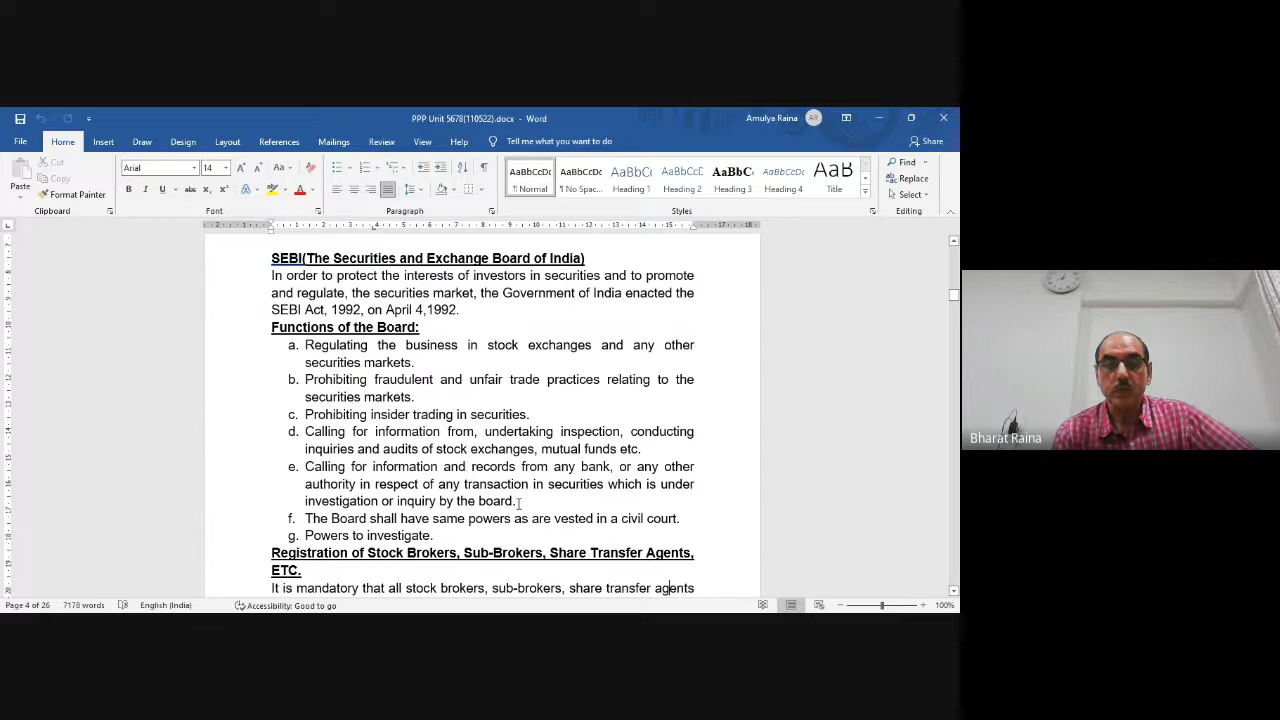 PPP Unit 5678(110522).docx - Word
Amulya Raina
AR
File Home Insert Draw Design Layout References Mailings Review View Help Tell me what you want to do
Share
Paste
Cut
Copy
Format Painter
Clipboard
Arial 14
Font
Paragraph
AaBbCcDc AaBbCcDc AaBbCcI AaBbCcD AaBbC AaBbCcDc AaB
¶ Normal ¶ No Spac... Heading 1 Heading 2 Heading 3 Heading 4 Title
Styles
Find
Replace
Select
Editing
SEBI(The Securities and Exchange Board of India)
In order to protect the interests of investors in securities and to promote
and regulate, the securities market, the Government of India enacted the
SEBI Act, 1992, on April 4,1992.
Functions of the Board:
a. Regulating the business in stock exchanges and any other
securities markets.
b. Prohibiting fraudulent and unfair trade practices relating to the
securities markets.
c. Prohibiting insider trading in securities.
d. Calling for information from, undertaking inspection, conducting
inquiries and audits of stock exchanges, mutual funds etc.
e. Calling for information and records from any bank, or any other
authority in respect of any transaction in securities which is under
investigation or inquiry by the board.
f. The Board shall have same powers as are vested in a civil court.
g. Powers to investigate.
Registration of Stock Brokers, Sub-Brokers, Share Transfer Agents,
ETC.
It is mandatory that all stock brokers, sub-brokers, share transfer agents
Page 4 of 26 7178 words English (India) Accessibility: Good to go 100%
Bharat Raina